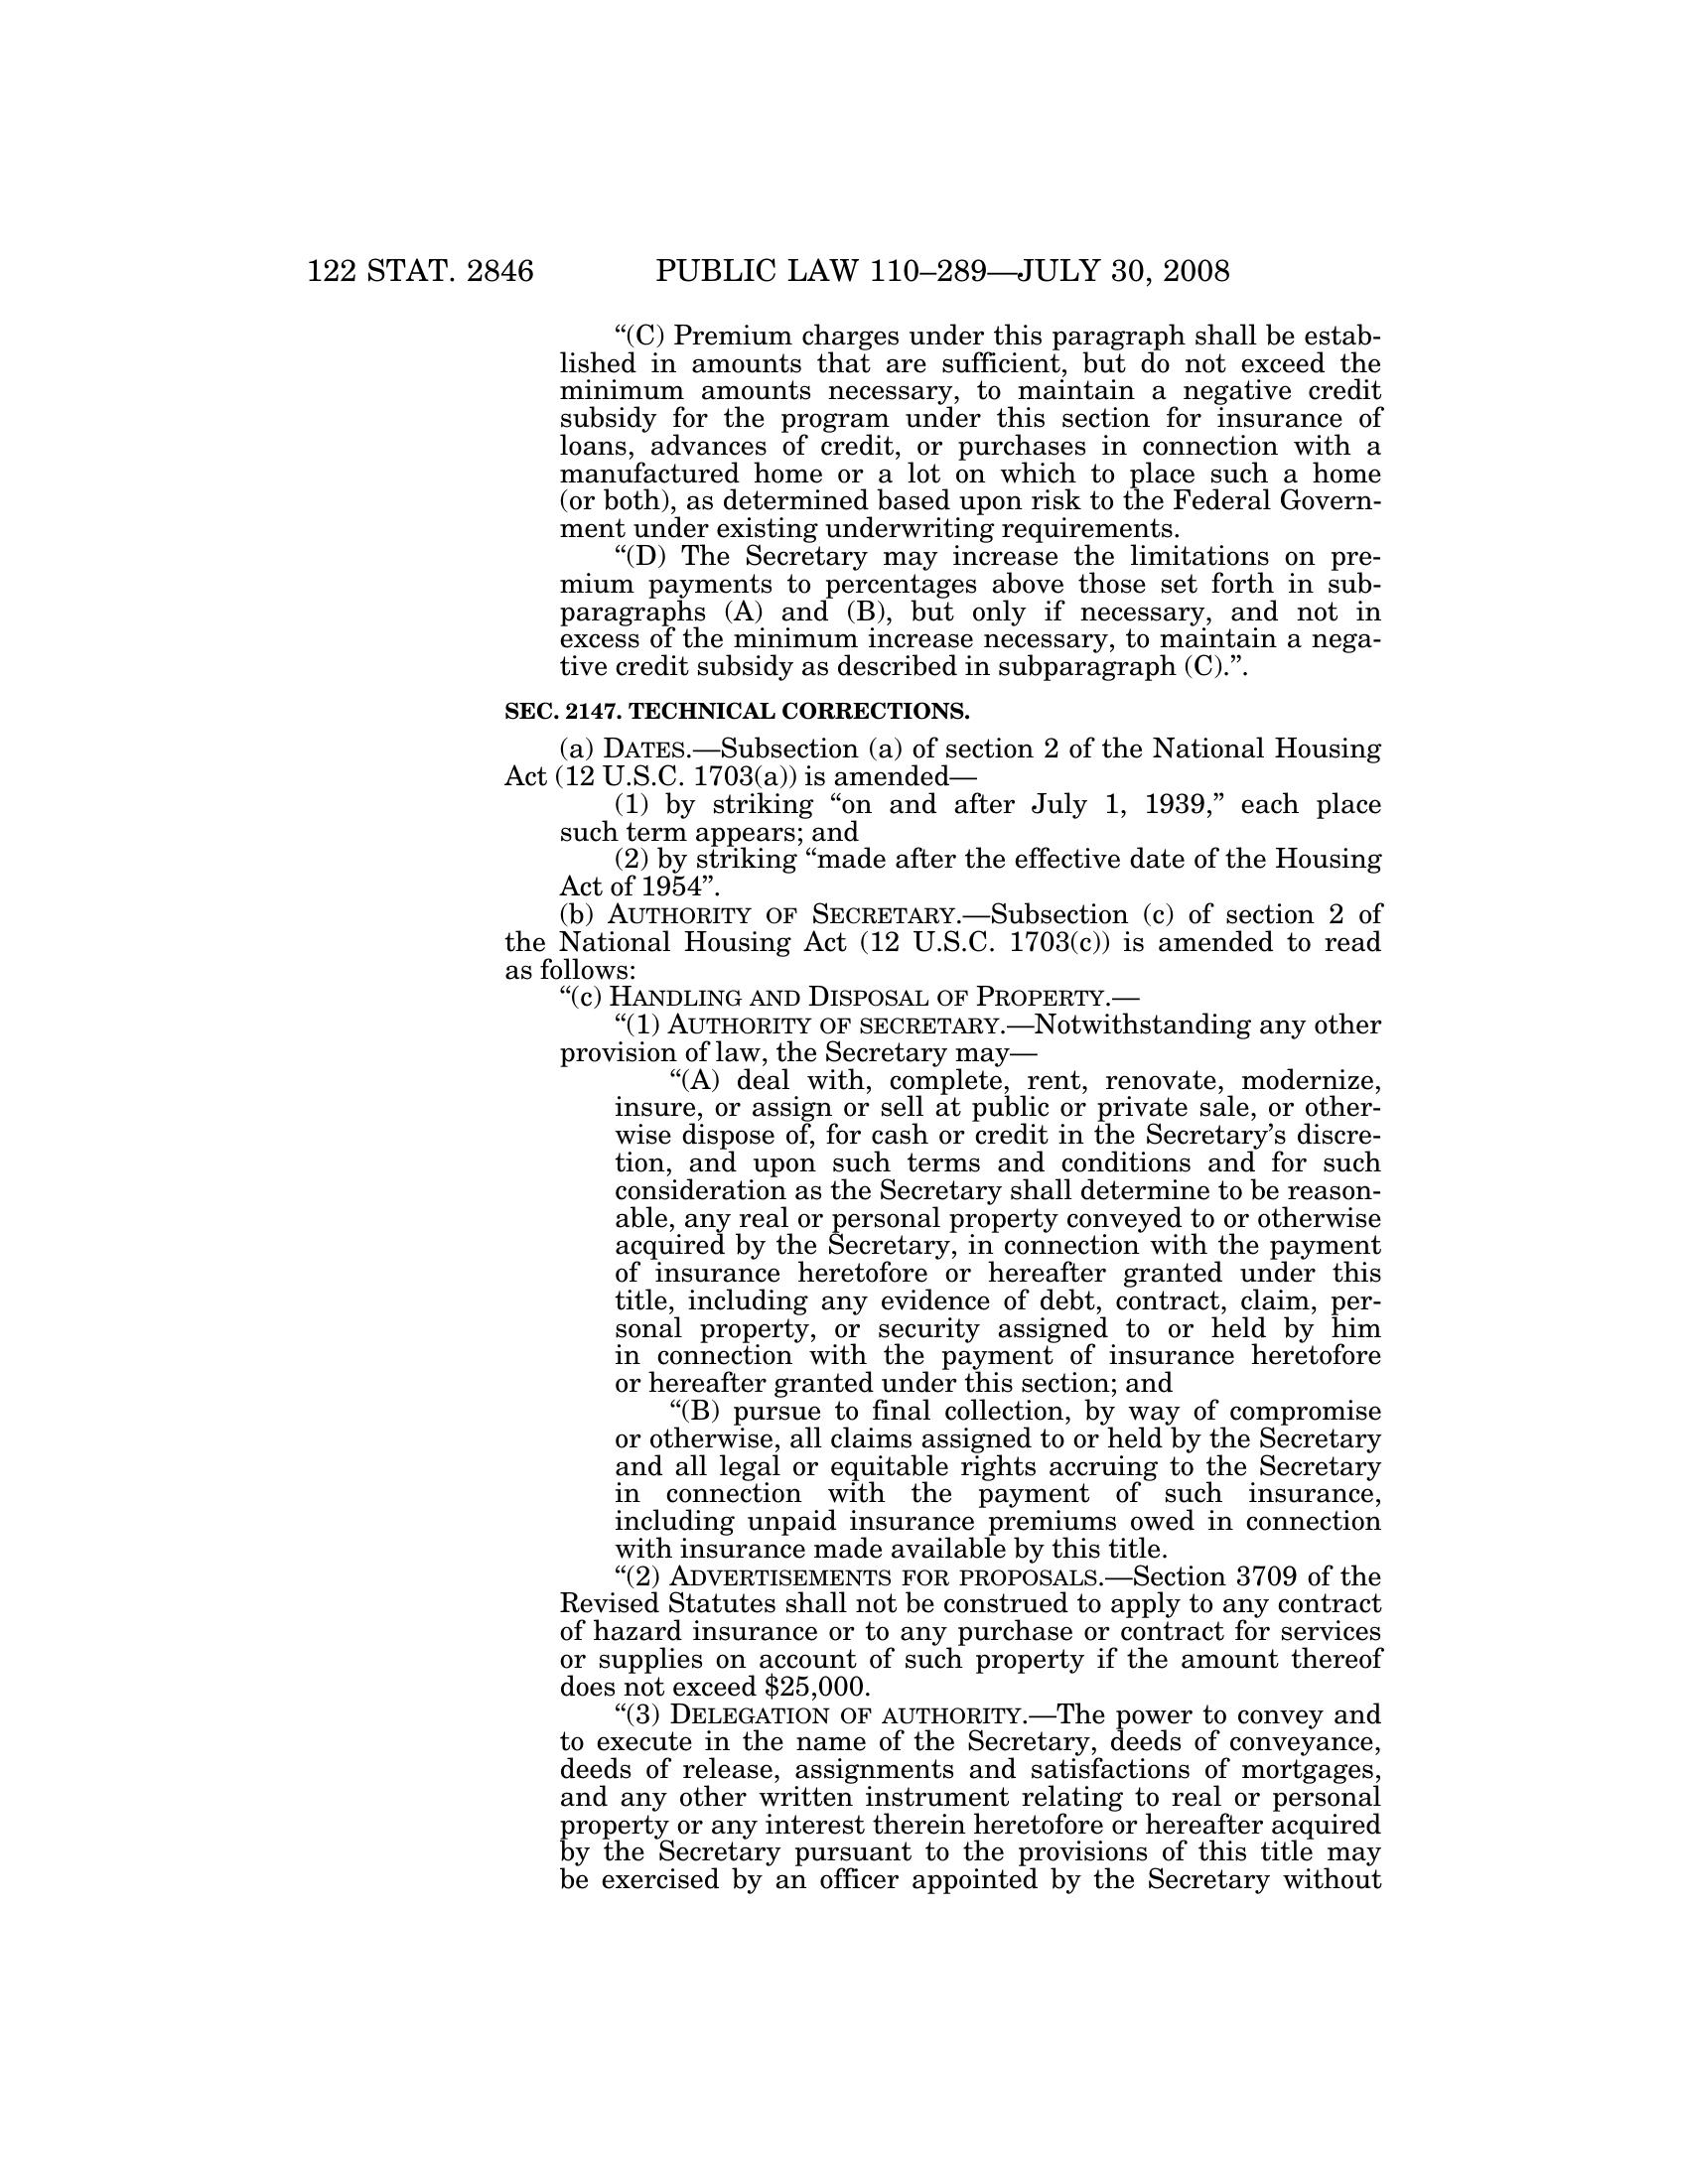 122 STAT. 2846 PUBLIC LAW 110–289—JULY 30, 2008
“(C) Premium charges under this paragraph shall be estab-
lished in amounts that are sufficient, but do not exceed the
minimum amounts necessary, to maintain a negative credit
subsidy for the program under this section for insurance of
loans, advances of credit, or purchases in connection with a
manufactured home or a lot on which to place such a home
(or both), as determined based upon risk to the Federal Govern-
ment under existing underwriting requirements.
“(D) The Secretary may increase the limitations on pre-
mium payments to percentages above those set forth in sub-
paragraphs (A) and (B), but only if necessary, and not in
excess of the minimum increase necessary, to maintain a nega-
tive credit subsidy as described in subparagraph (C).”.
SEC. 2147. TECHNICAL CORRECTIONS.
(a) DATES.—Subsection (a) of section 2 of the National Housing
Act (12 U.S.C. 1703(a)) is amended—
(1) by striking “on and after July 1, 1939,” each place
such term appears; and
(2) by striking “made after the effective date of the Housing
Act of 1954”.
(b) AUTHORITY OF SECRETARY.—Subsection (c) of section 2 of
the National Housing Act (12 U.S.C. 1703(c)) is amended to read
as follows:
“(c) HANDLING AND DISPOSAL OF PROPERTY.—
“(1) AUTHORITY OF SECRETARY.—Notwithstanding any other
provision of law, the Secretary may—
“(A) deal with, complete, rent, renovate, modernize,
insure, or assign or sell at public or private sale, or other-
wise dispose of, for cash or credit in the Secretary’s discre-
tion, and upon such terms and conditions and for such
consideration as the Secretary shall determine to be reason-
able, any real or personal property conveyed to or otherwise
acquired by the Secretary, in connection with the payment
of insurance heretofore or hereafter granted under this
title, including any evidence of debt, contract, claim, per-
sonal property, or security assigned to or held by him
in connection with the payment of insurance heretofore
or hereafter granted under this section; and
“(B) pursue to final collection, by way of compromise
or otherwise, all claims assigned to or held by the Secretary
and all legal or equitable rights accruing to the Secretary
in connection with the payment of such insurance,
including unpaid insurance premiums owed in connection
with insurance made available by this title.
“(2) ADVERTISEMENTS FOR PROPOSALS.—Section 3709 of the
Revised Statutes shall not be construed to apply to any contract
of hazard insurance or to any purchase or contract for services
or supplies on account of such property if the amount thereof
does not exceed $25,000.
“(3) DELEGATION OF AUTHORITY.—The power to convey and
to execute in the name of the Secretary, deeds of conveyance,
deeds of release, assignments and satisfactions of mortgages,
and any other written instrument relating to real or personal
property or any interest therein heretofore or hereafter acquired
by the Secretary pursuant to the provisions of this title may
be exercised by an officer appointed by the Secretary without